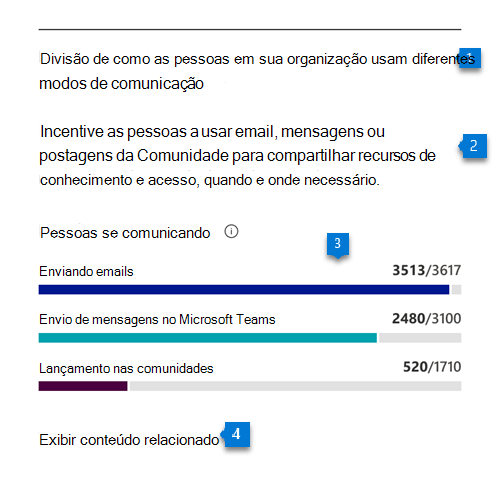 Divisão de como as pessoas em sua organização usam diferentes 1
modos de comunicação
Incentive as pessoas a usar email, mensagens ou
postagens da Comunidade para compartilhar recursos de 2
conhecimento e acesso, quando e onde necessário.
Pessoas se comunicando
3
Enviando emails 3513/3617
Envio de mensagens no Microsoft Teams 2480/3100
Lançamento nas comunidades 520/1710
Exibir conteúdo relacionado 4